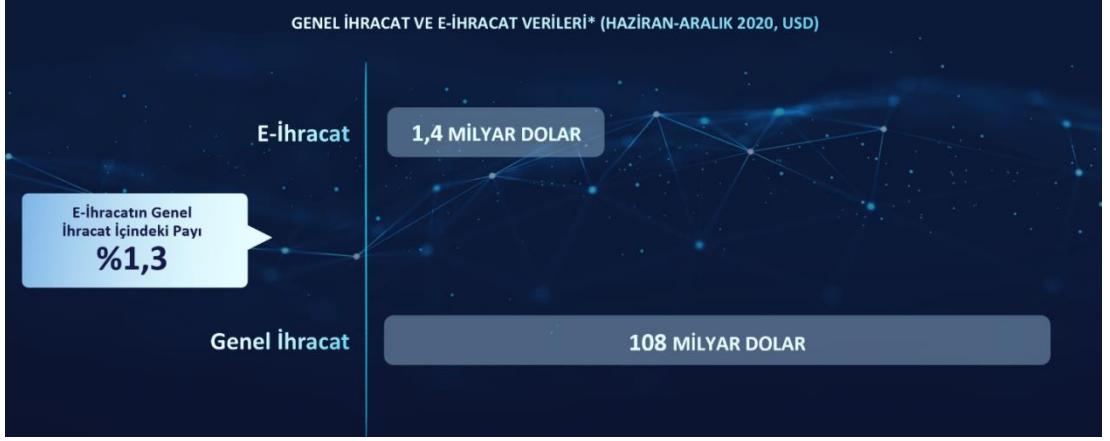 GENEL İHRACAT VE E-İHRACAT VERİLERİ* (HAZİRAN-ARALIK 2020, USD)
E-İhracat
1,4 MİLYAR DOLAR
E-İhracatın Genel
İhracat İçindeki Payı
%1,3
Genel İhracat
108 MİLYAR DOLAR